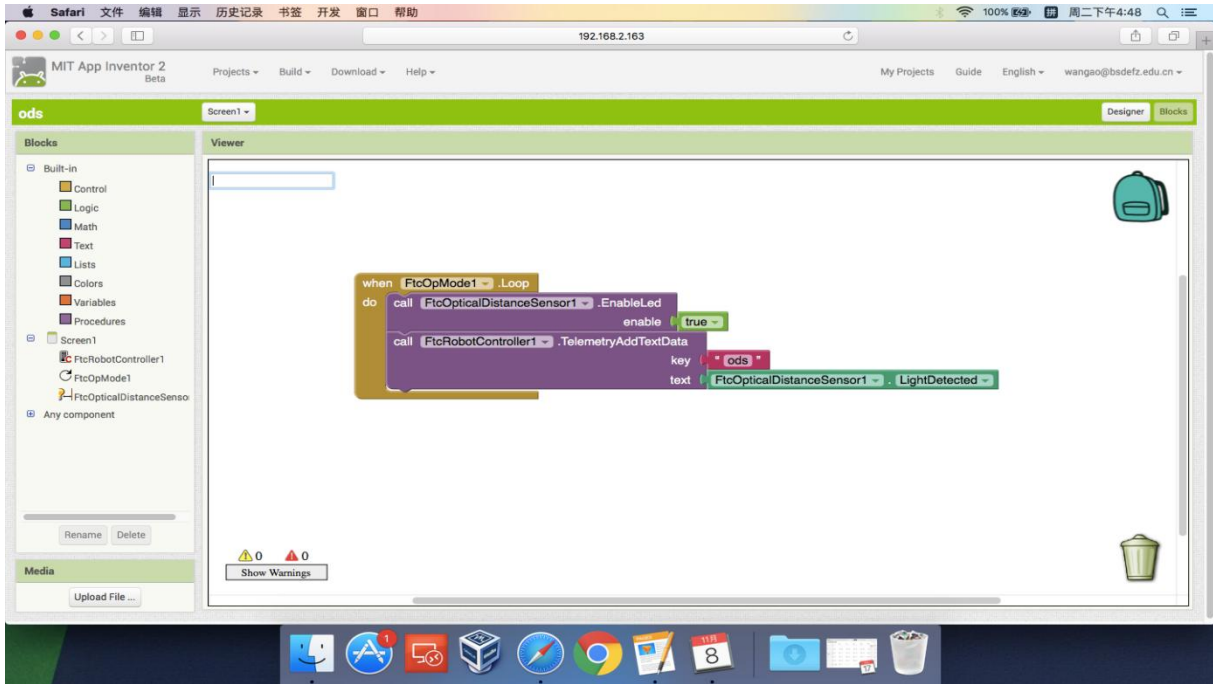 Safari 文件 编辑 显示 历史记录 书签 开发 窗口 帮助 100% 拼 周二下午4:48
192.168.2.163
MIT App Inventor 2
Beta
Projects Build Download Help My Projects Guide English wangao@bsdefz.edu.cn
ods Screen1 Designer Blocks
Blocks Viewer
Built-in
Control
Logic
Math
Text
Lists
Colors
Variables
Procedures
Screen1
FtcRobotController1
FtcOpMode1
FtcOpticalDistanceSenso
Any component
Rename Delete
Media
Upload File ...
when FtcOpMode1 .Loop
do call FtcOpticalDistanceSensor1 .EnableLed
enable true
call FtcRobotController1 .TelemetryAddTextData
key " ods "
text FtcOpticalDistanceSensor1 . LightDetected
0 0
Show Warnings
1
11月
8
17